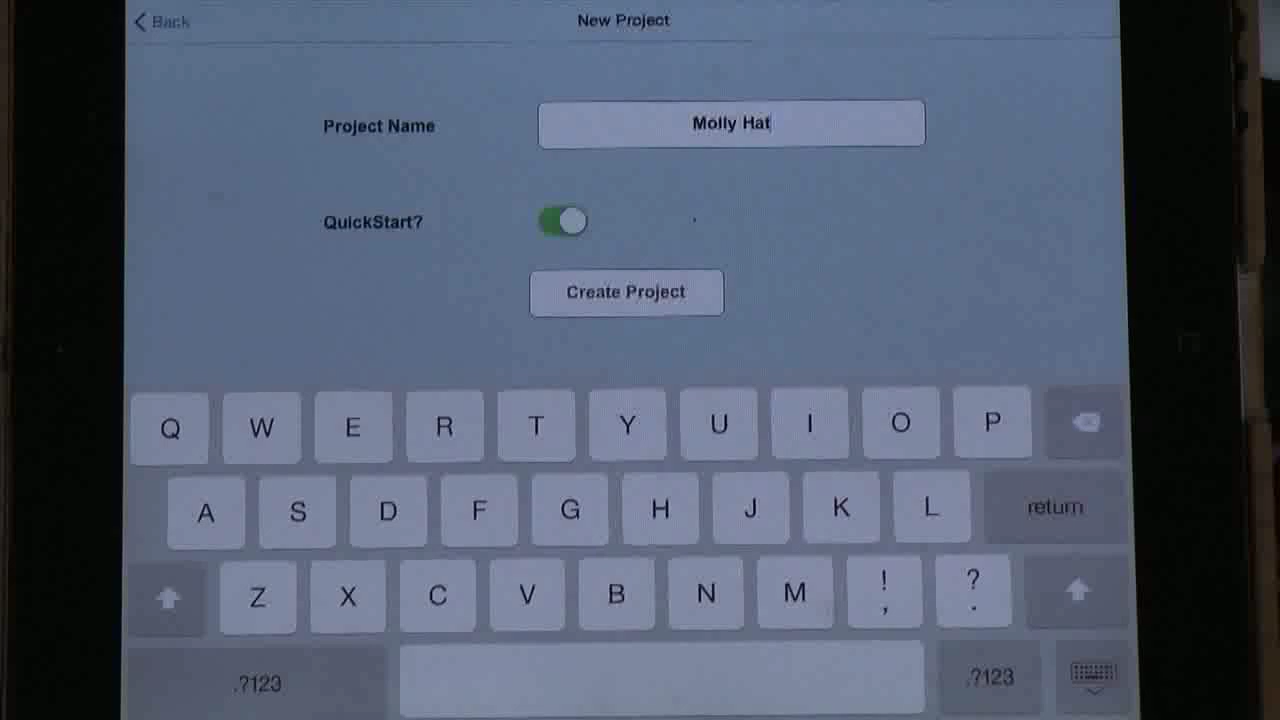 Back New Project
Project Name Molly Hat
QuickStart?
Create Project
Q W E R T Y U I O P
A S D F G H J K L return
Z X C V B N M ! , ? .
.?123 .?123